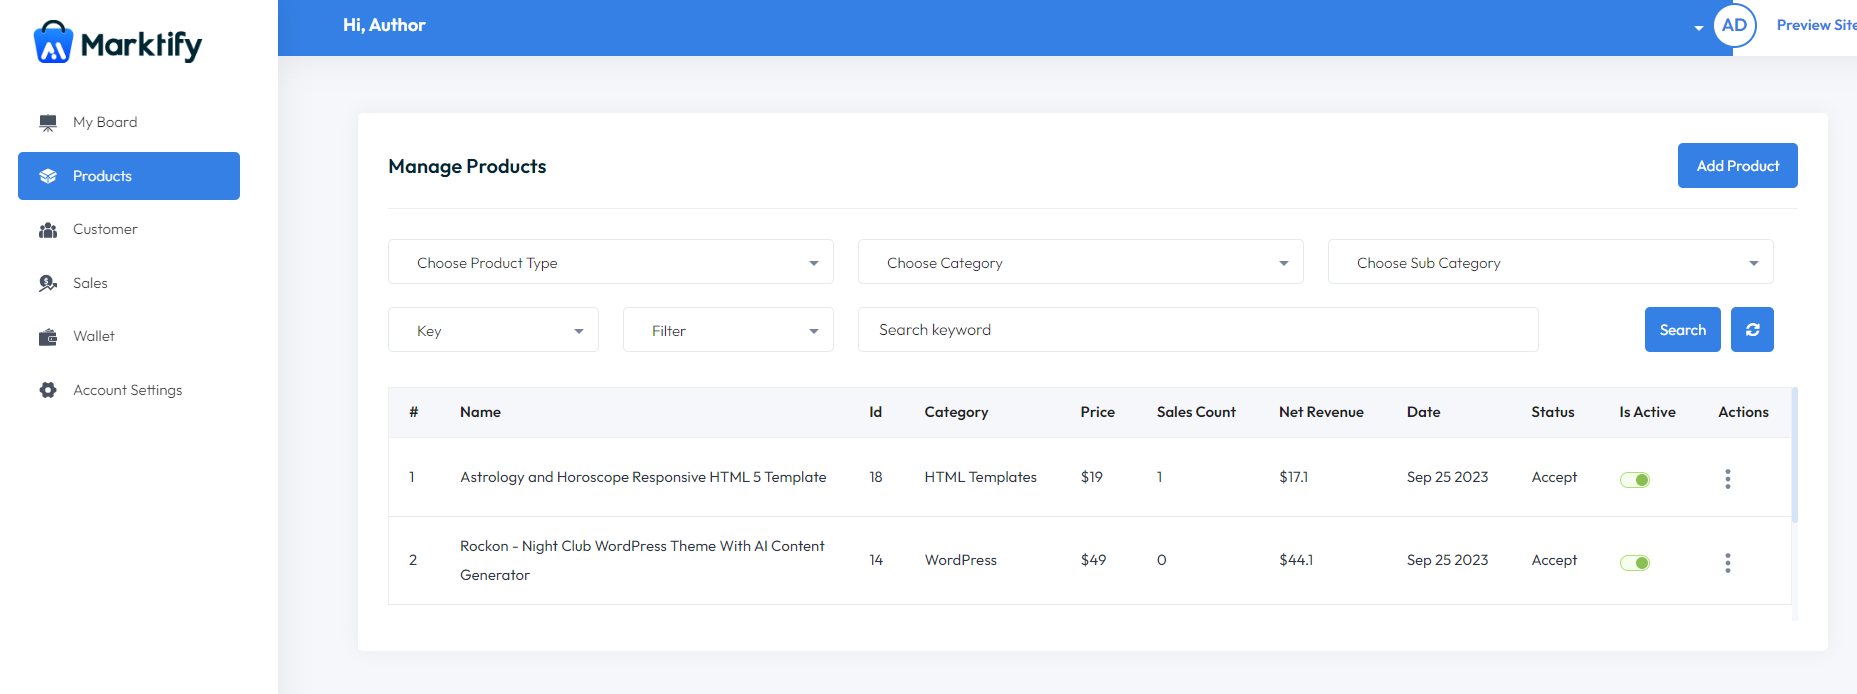 Marktify
Hi, Author
AD
Preview Site
My Board
Products
Customer
Sales
Wallet
Account Settings
Manage Products
Add Product
Choose Product Type
Choose Category
Choose Sub Category
Key
Filter
Search keyword
Search
# Name Id Category Price Sales Count Net Revenue Date Status Is Active Actions
1 Astrology and Horoscope Responsive HTML 5 Template 18 HTML Templates $19 1 $17.1 Sep 25 2023 Accept
2 Rockon - Night Club WordPress Theme With AI Content Generator 14 WordPress $49 0 $44.1 Sep 25 2023 Accept